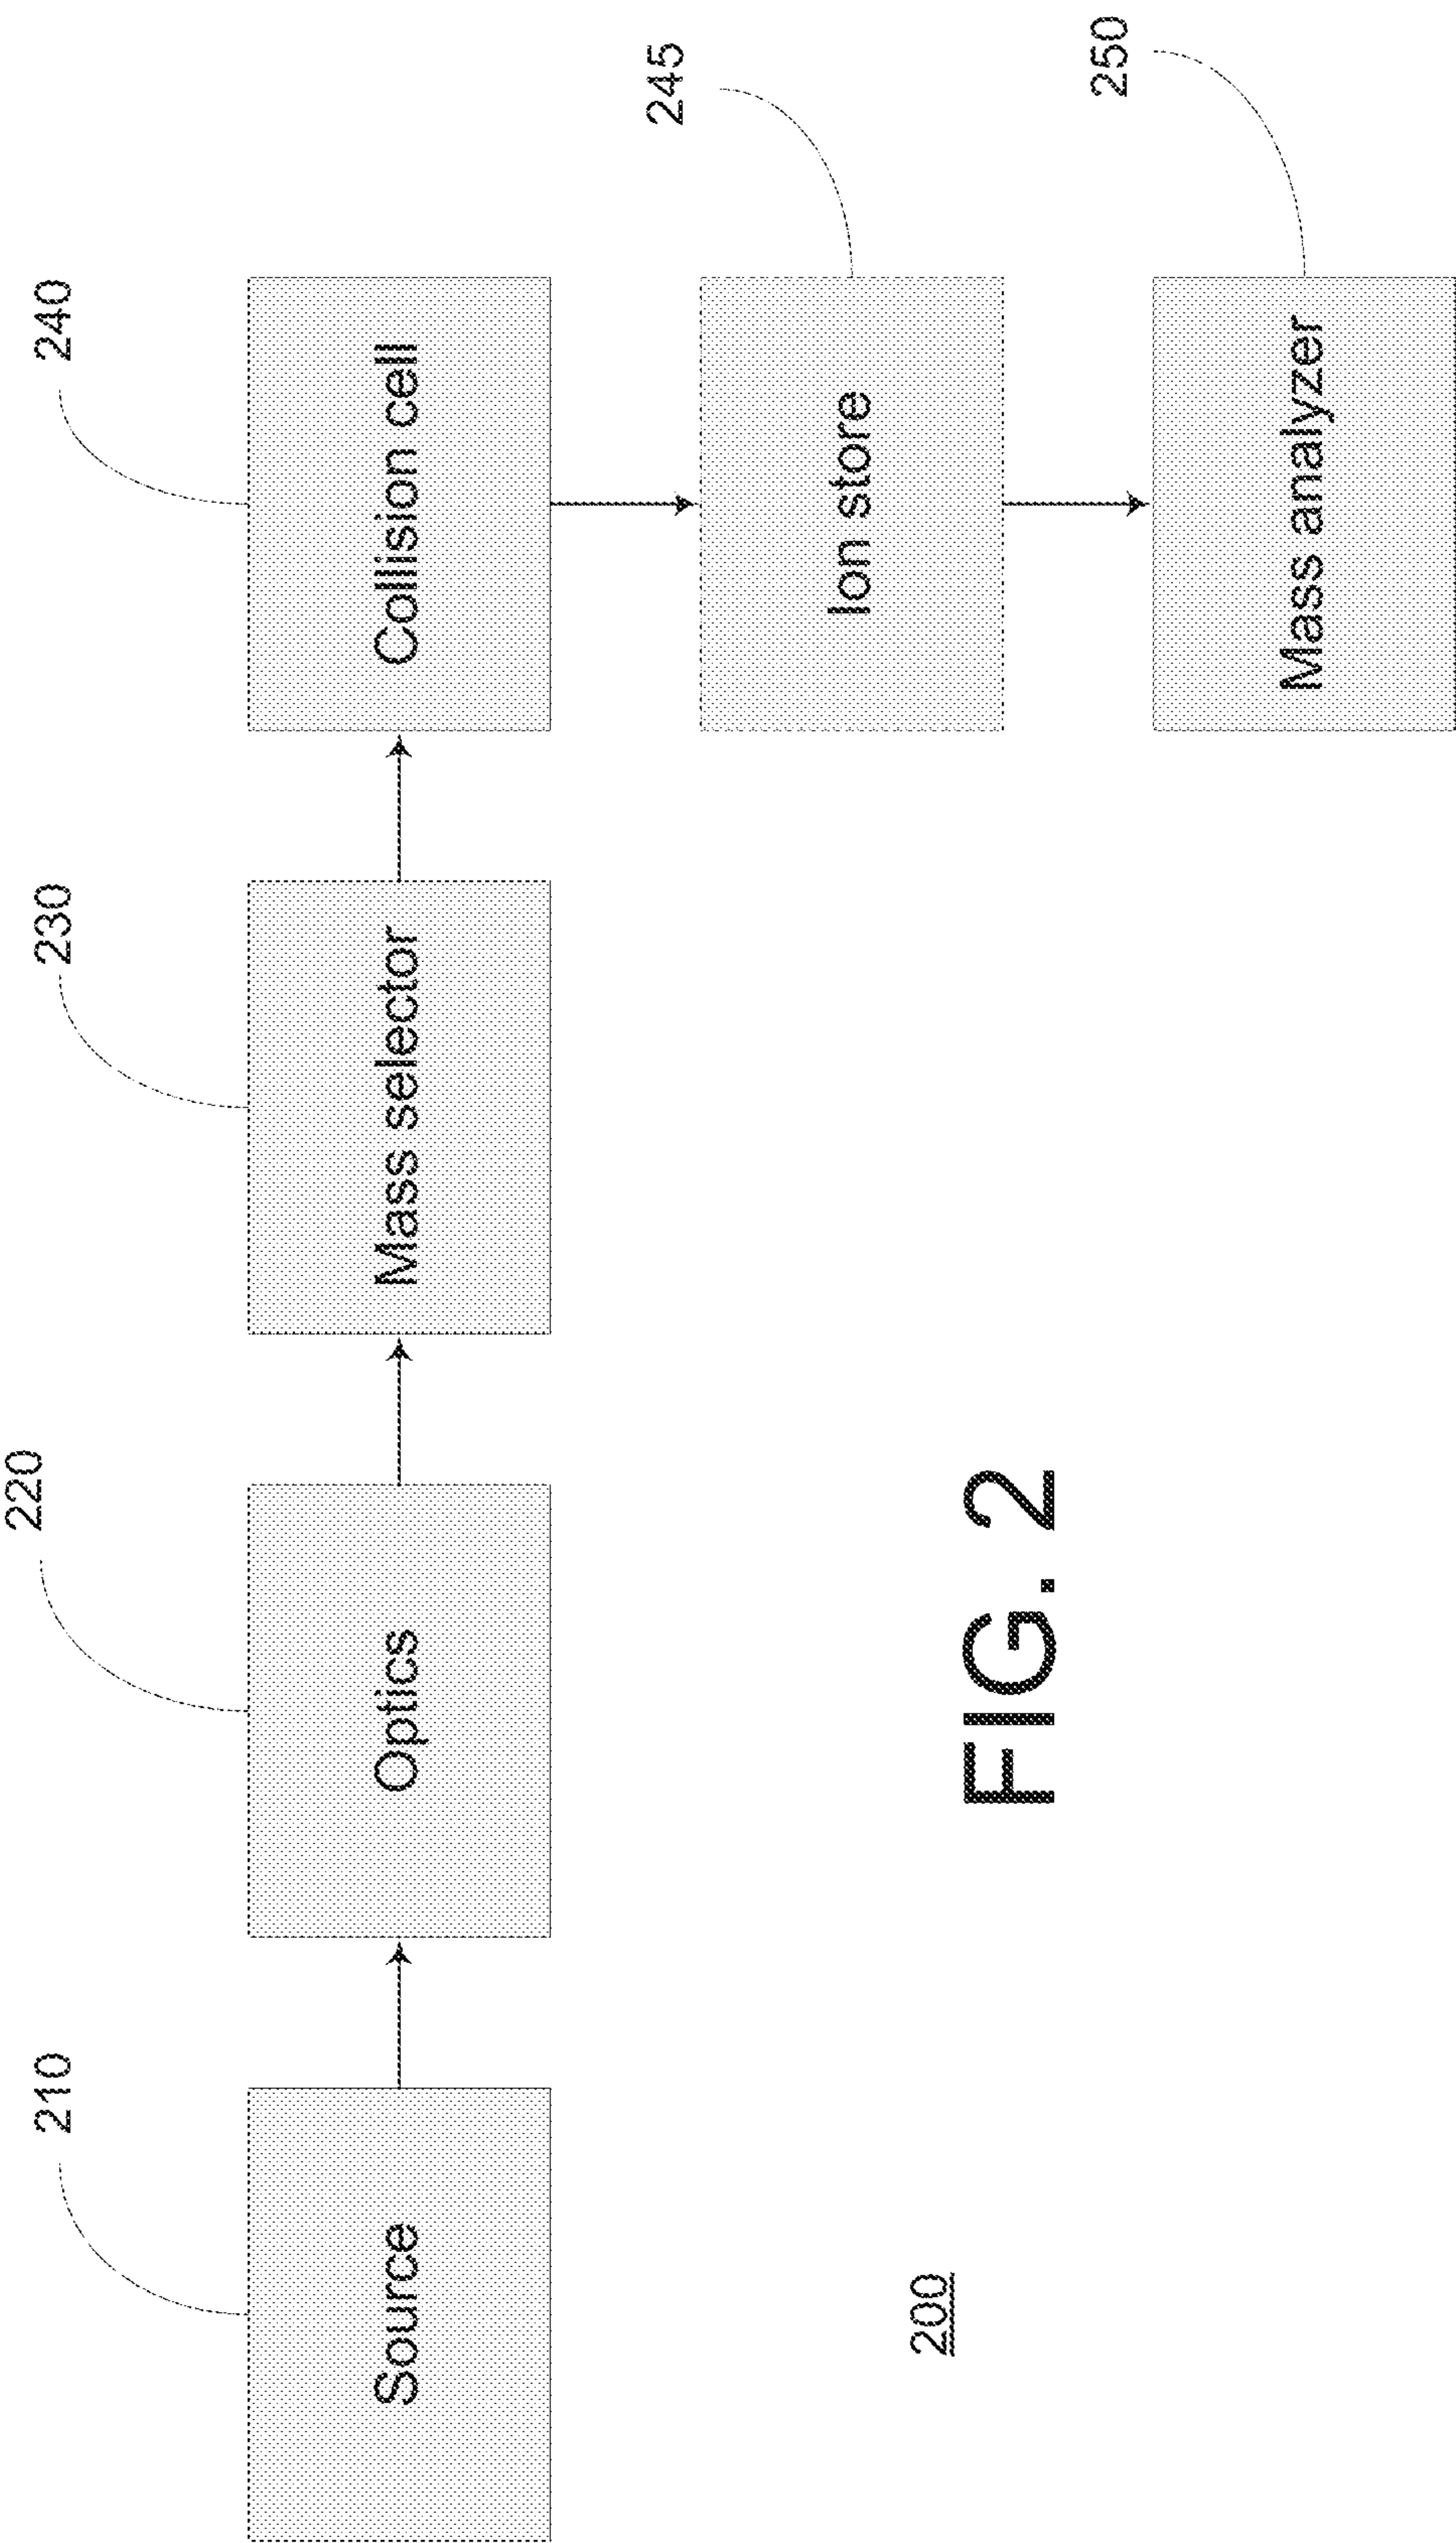 210
220
230
240
Source
Optics
Mass selector
Collision cell
245
Ion store
250
Mass analyzer
200
FIG. 2